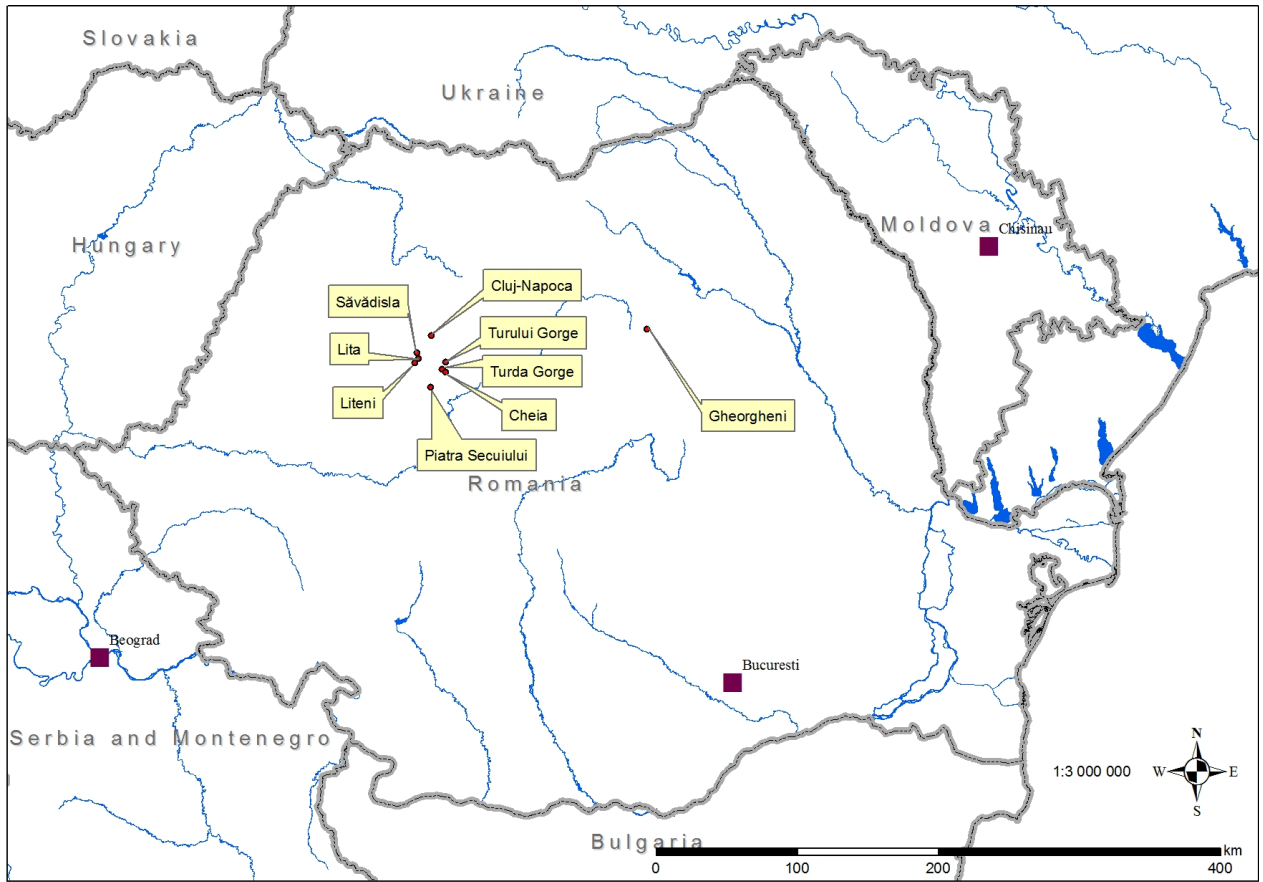 Slovakia
Ukraine
Moldova
Chisinau
Hungary
Cluj-Napoca
Săvădisla
Turului Gorge
Lita
Turda Gorge
Liteni
Cheia
Gheorgheni
Piatra Secuiului
Romania
Beograd
Bucuresti
Serbia and Montenegro
N
1:3 000 000
W
E
S
Bulgaria
km
0
100
200
400